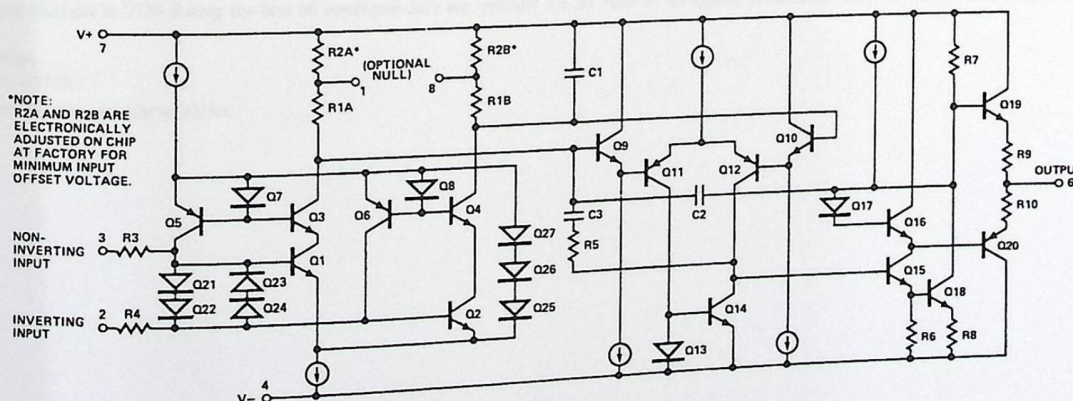 V+
7
R2A*
(OPTIONAL
NULL)
1
8
R2B*
R1A
R1B
C1
R7
*NOTE:
R2A AND R2B ARE
ELECTRONICALLY
ADJUSTED ON CHIP
AT FACTORY FOR
MINIMUM INPUT
OFFSET VOLTAGE.
Q9
Q10
Q19
Q11
Q12
R9
OUTPUT
6
R10
Q7
Q8
Q5
Q3
Q6
Q4
C3
C2
Q17
Q16
Q20
R5
NON-
INVERTING
INPUT
3
R3
Q1
Q27
Q21
Q23
Q26
Q15
Q22
Q24
Q25
Q18
INVERTING
INPUT
2
R4
Q2
Q14
R6
R8
Q13
V-
4